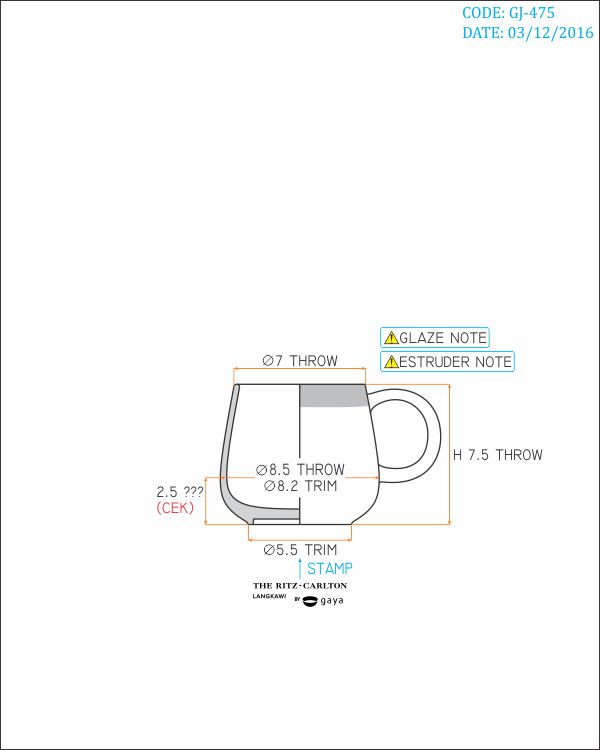 CODE: GJ-475
DATE: 03/12/2016
GLAZE NOTE
ESTRUDER NOTE
∅7 THROW
H 7.5 THROW
∅8.5 THROW
∅8.2 TRIM
2.5 ???
(CEK)
∅5.5 TRIM
STAMP
THE RITZ-CARLTON
LANGKAWI
BY gaya